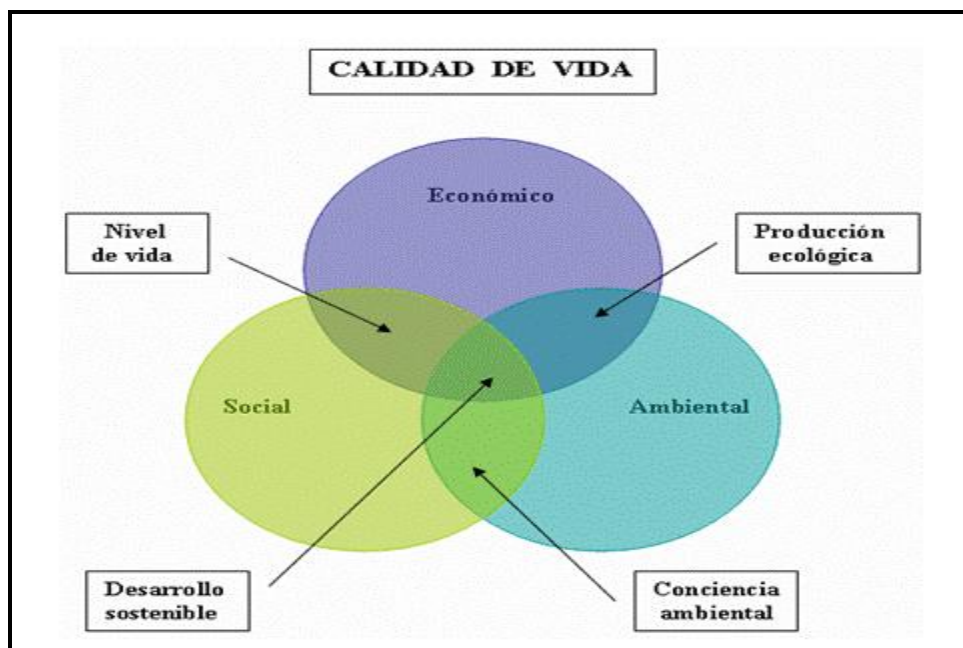 CALIDAD DE VIDA
Económico
Nivel
de vida
Producción
ecológica
Social
Ambiental
Desarrollo
sostenible
Conciencia
ambiental